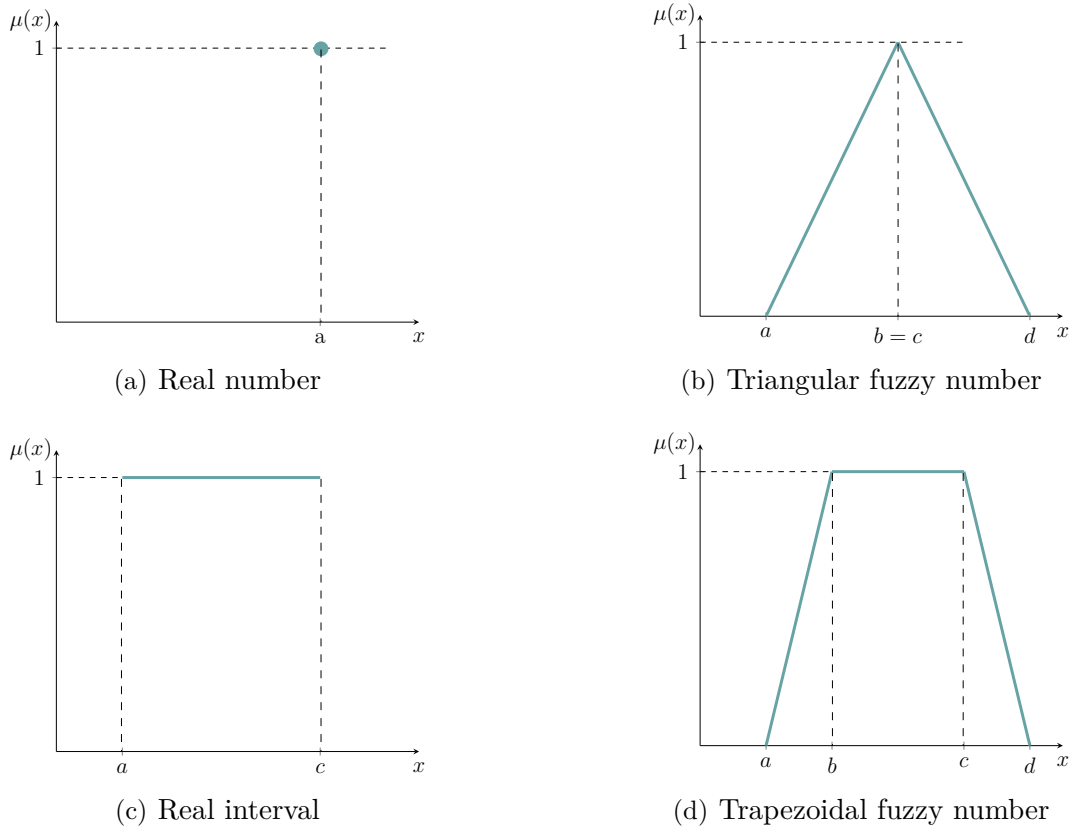 μ(x)
1
a
x
(a) Real number
μ(x)
1
a
b = c
d
x
(b) Triangular fuzzy number
μ(x)
1
a
c
x
(c) Real interval
μ(x)
1
a
b
c
d
x
(d) Trapezoidal fuzzy number